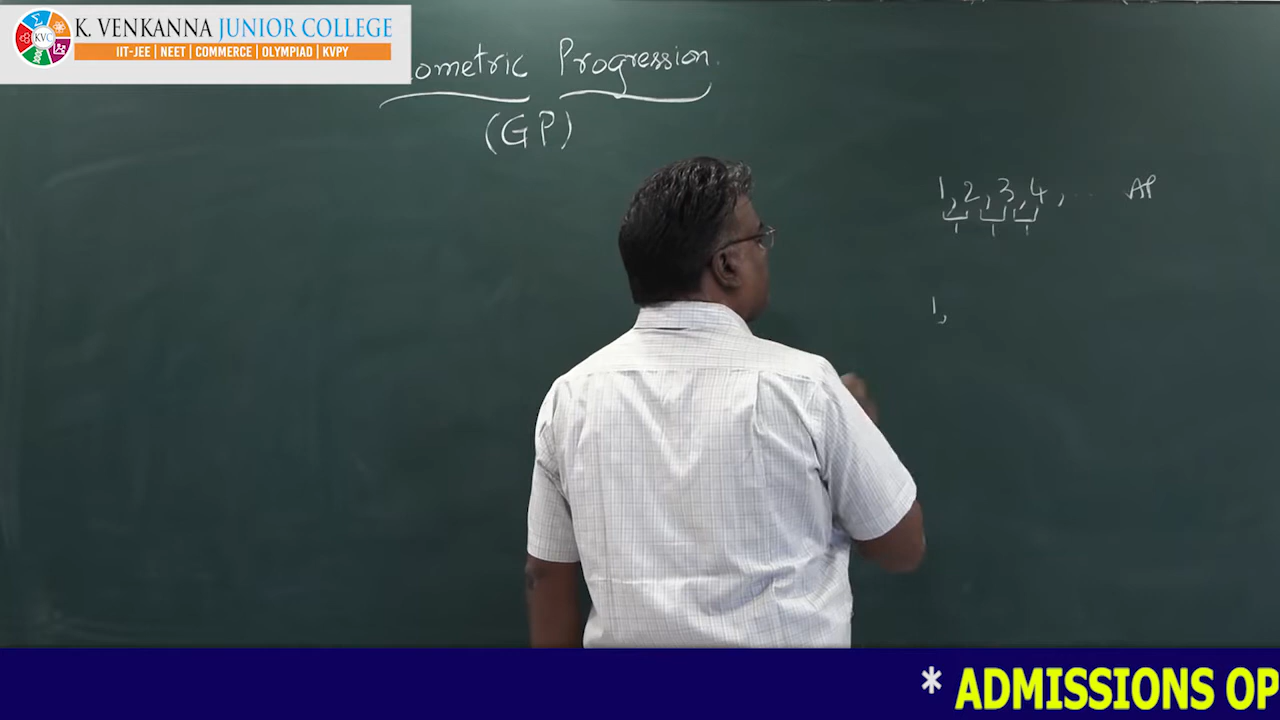 K. VENKANNA JUNIOR COLLEGE
KVC
IIT-JEE | NEET | COMMERCE | OLYMPIAD | KVPY
ometric Progression
(GP)
1, 2, 3, 4, ... AP
1 1 1
1,
* ADMISSIONS OP